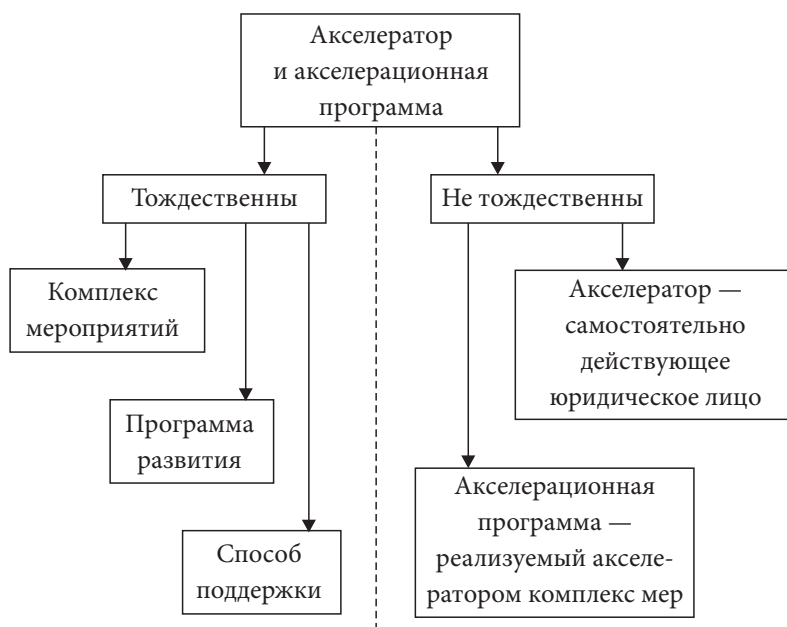 Акселератор
и акселерационная
программа
Тождественны
Не тождественны
Комплекс
мероприятий
Акселератор —
самостоятельно
действующее
юридическое лицо
Программа
развития
Акселерационная
программа —
реализуемый акселе-
ратором комплекс мер
Способ
поддержки